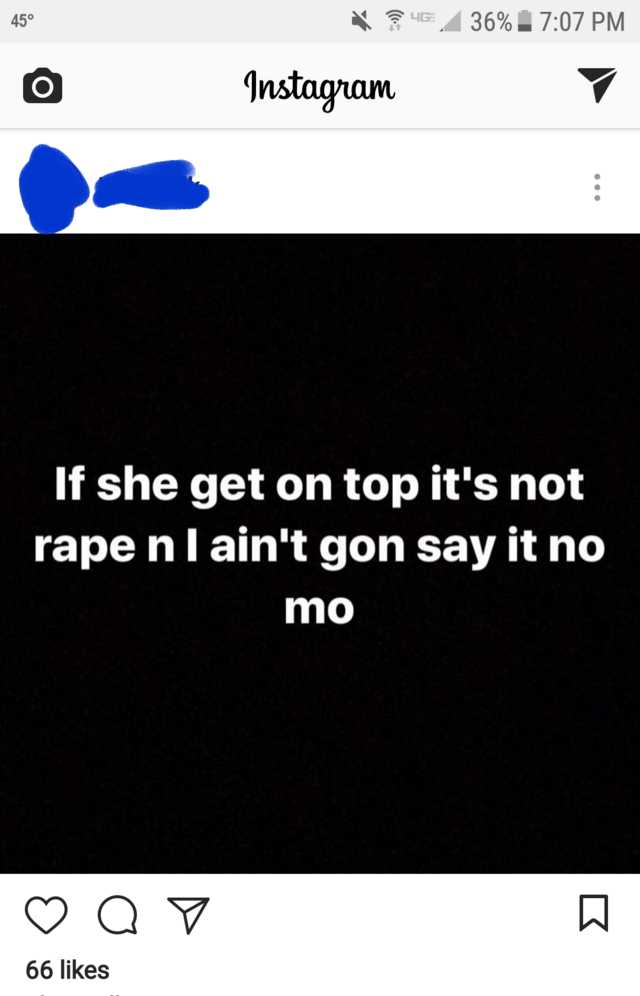 45° 4GE 36% 7:07 PM
Instagram
If she get on top it's not
rape n I ain't gon say it no
mo
66 likes